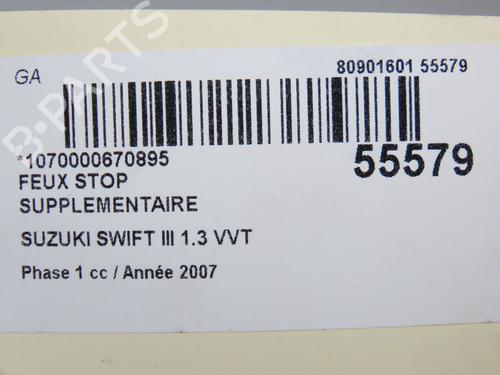 GA
80901601 55579
*1070000670895
55579
FEUX STOP
SUPPLEMENTAIRE
SUZUKI SWIFT III 1.3 VVT
Phase 1 cc / Année 2007
B-PARTS